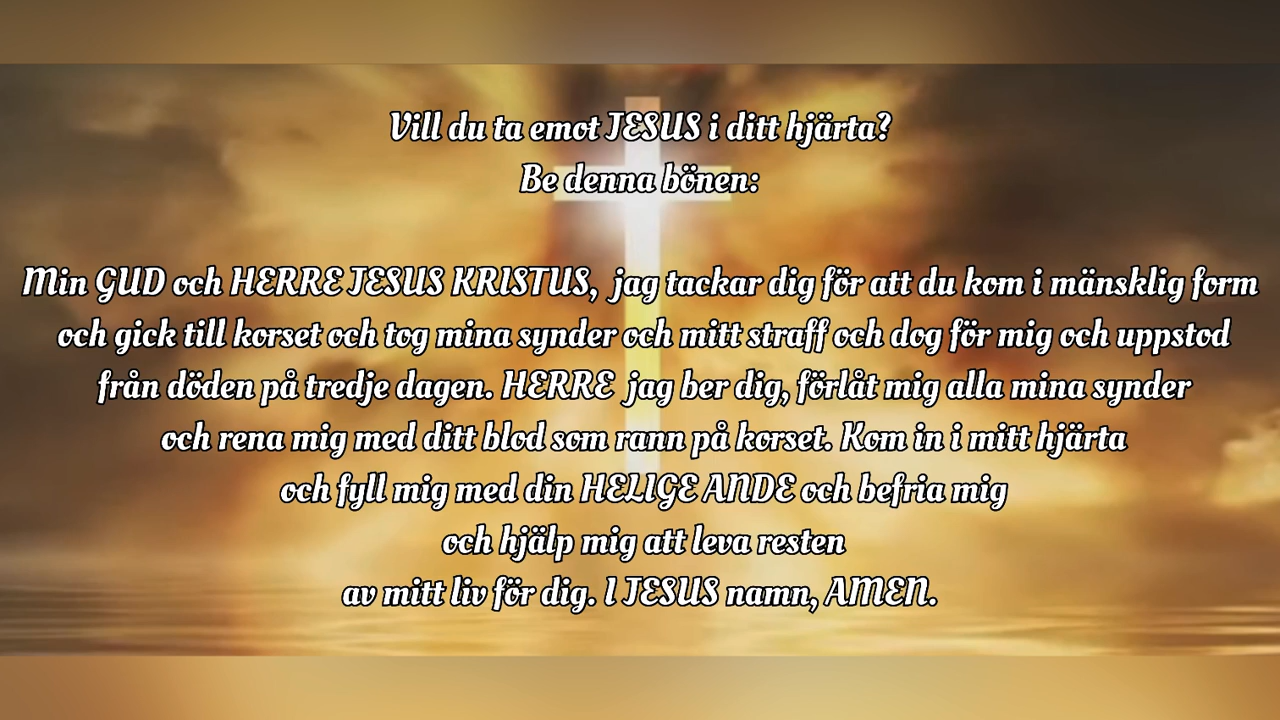 Vill du ta emot JESUS i ditt hjärta?
Be denna bönen:
Min GUD och HERRE JESUS KRISTUS, jag tackar dig för att du kom i mänsklig form
och gick till korset och tog mina synder och mitt straff och dog för mig och uppstod
från döden på tredje dagen. HERRE jag ber dig, förlåt mig alla mina synder
och rena mig med ditt blod som rann på korset. Kom in i mitt hjärta
och fyll mig med din HELIGE ANDE och befria mig
och hjälp mig att leva resten
av mitt liv för dig. I JESUS namn, AMEN.